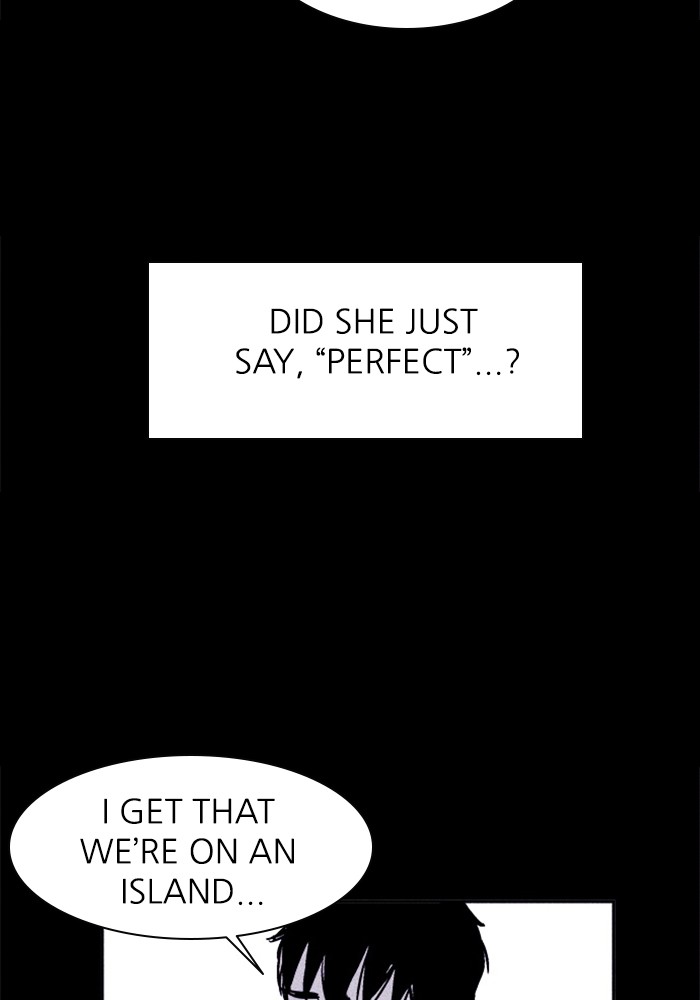 DID SHE JUST
SAY, “PERFECT”...?
I GET THAT
WE’RE ON AN
ISLAND...